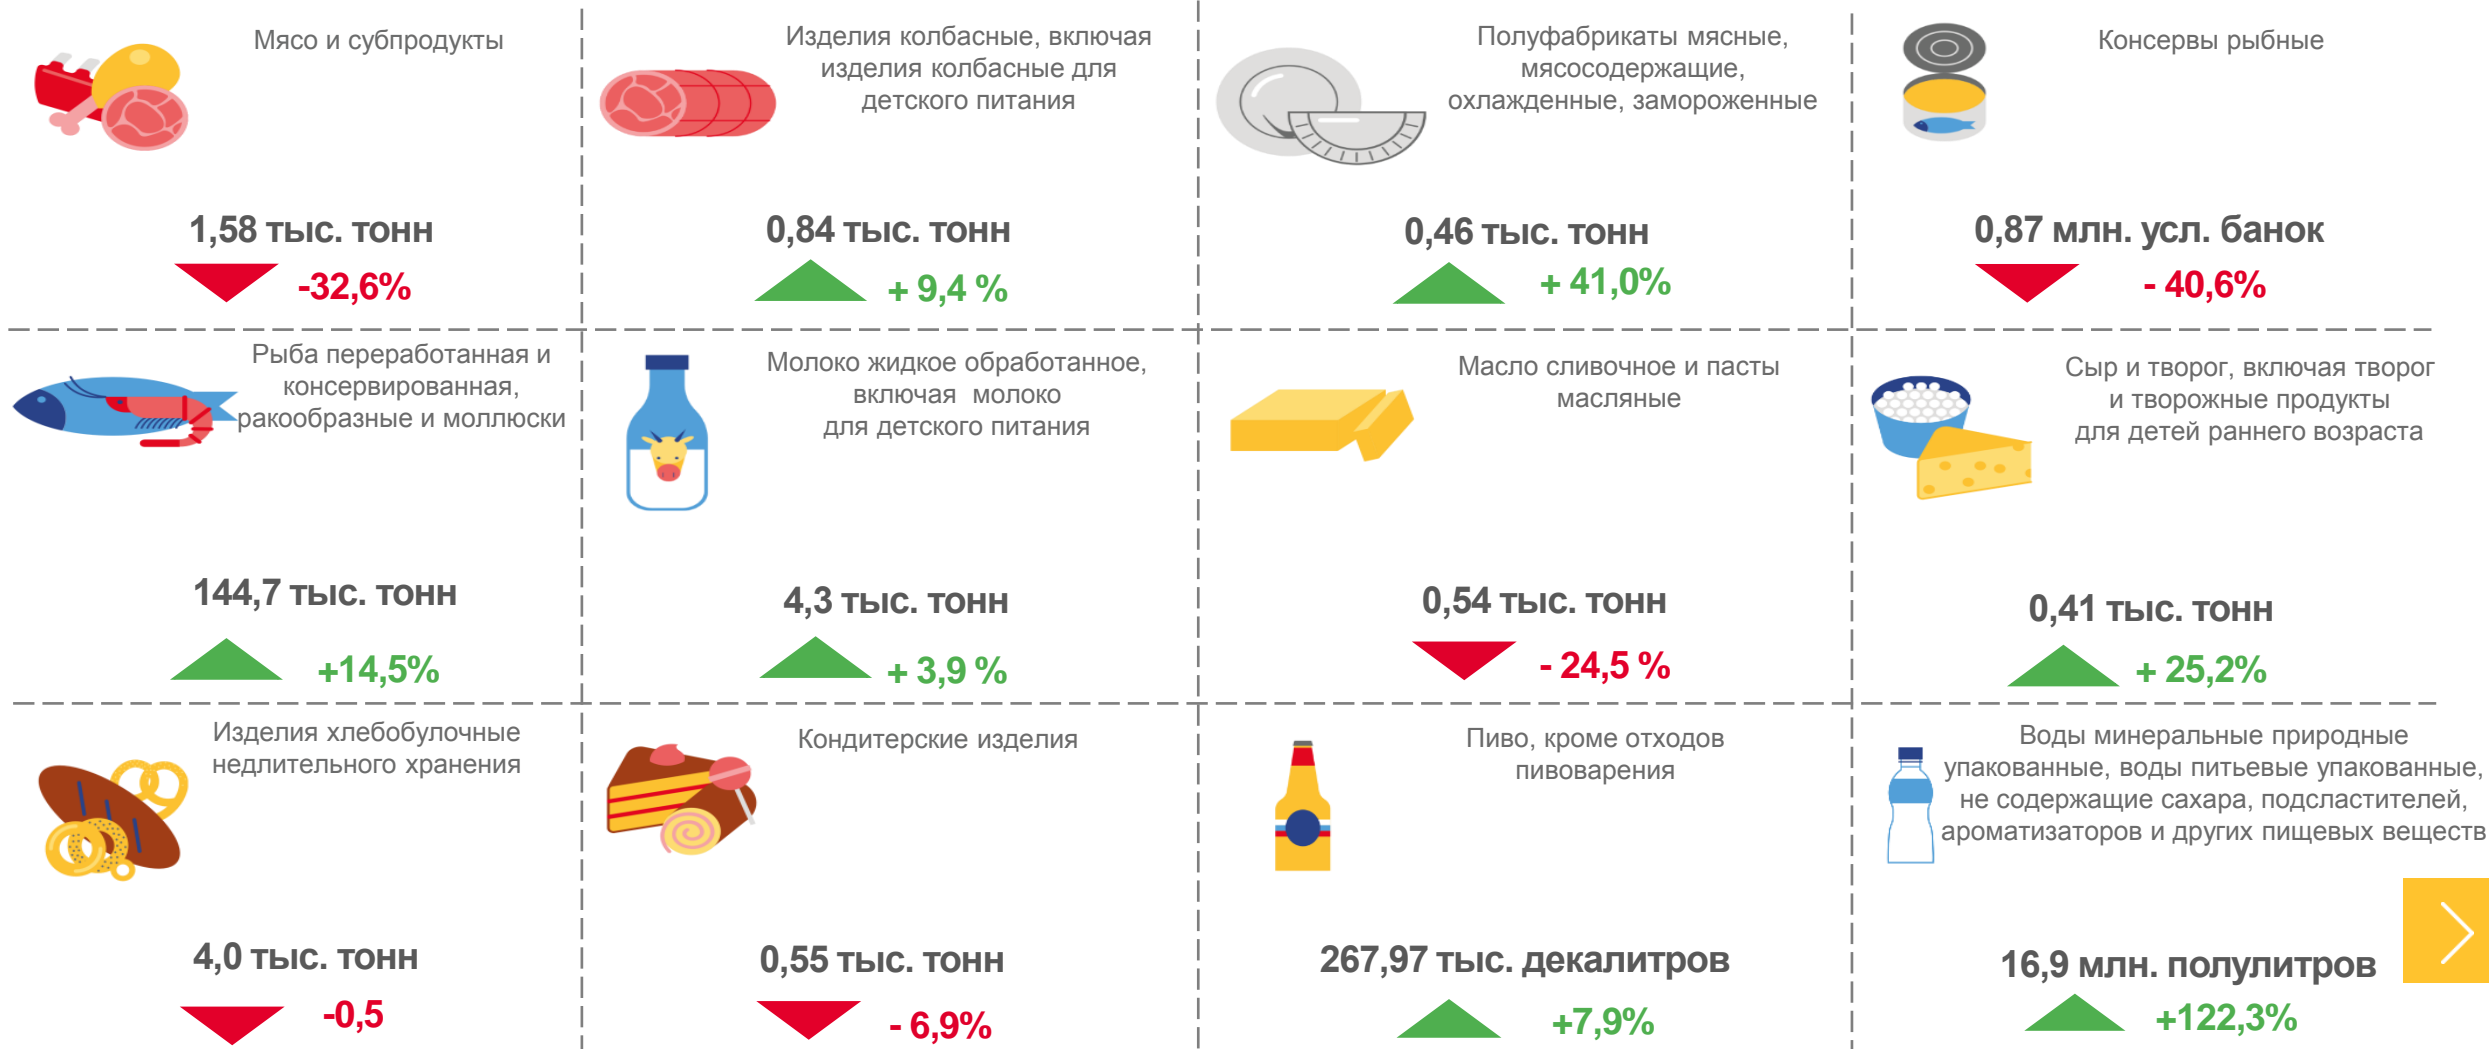 Мясо и субпродукты
1,58 тыс. тонн
-32,6%
Изделия колбасные, включая
изделия колбасные для
детского питания
0,84 тыс. тонн
+ 9,4 %
Полуфабрикаты мясные,
мясосодержащие,
охлажденные, замороженные
0,46 тыс. тонн
+ 41,0%
Консервы рыбные
0,87 млн. усл. банок
- 40,6%
Рыба переработанная и
консервированная,
ракообразные и моллюски
144,7 тыс. тонн
+14,5%
Молоко жидкое обработанное,
включая молоко
для детского питания
4,3 тыс. тонн
+ 3,9 %
Масло сливочное и пасты
масляные
0,54 тыс. тонн
- 24,5 %
Сыр и творог, включая творог
и творожные продукты
для детей раннего возраста
0,41 тыс. тонн
+ 25,2%
Изделия хлебобулочные
недлительного хранения
4,0 тыс. тонн
-0,5
Кондитерские изделия
0,55 тыс. тонн
- 6,9%
Пиво, кроме отходов
пивоварения
267,97 тыс. декалитров
+7,9%
Воды минеральные природные
упакованные, воды питьевые упакованные,
не содержащие сахара, подсластителей,
ароматизаторов и других пищевых веществ
16,9 млн. полулитров
+122,3%